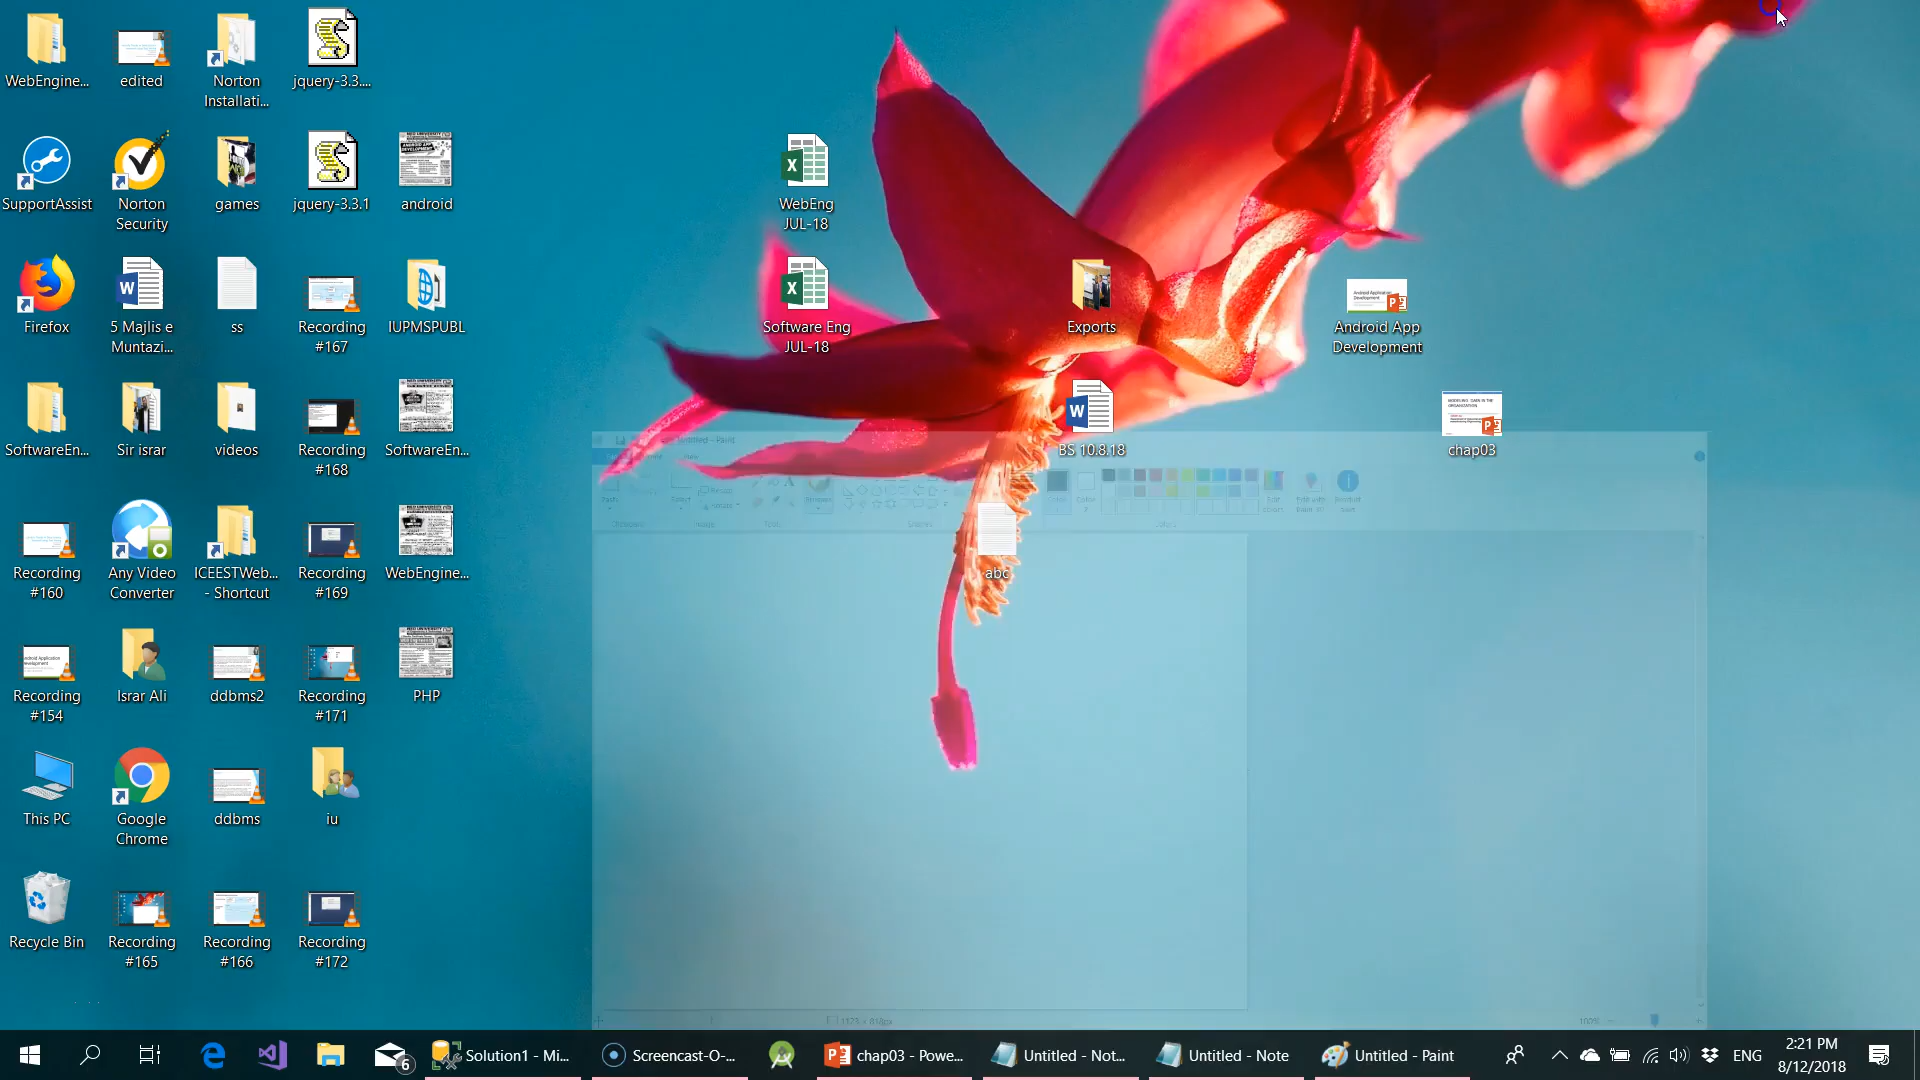 WebEngine...
edited
Norton
Installati...
jquery-3.3....
SupportAssist
Norton
Security
games
jquery-3.3.1
android
WebEng
JUL-18
Firefox
5 Majlis e
Muntazi...
ss
Recording
#167
IUPMSPUBL
Software Eng
JUL-18
Exports
Android App
Development
SoftwareEn...
Sir israr
videos
Recording
#168
SoftwareEn...
BS 10.8.18
chap03
Untitled - Paint
Recording
#160
Any Video
Converter
ICEESTWeb...
- Shortcut
Recording
#169
WebEngine...
abc
Recording
#154
Israr Ali
ddbms2
Recording
#171
PHP
This PC
Google
Chrome
ddbms
iu
Recycle Bin
Recording
#165
Recording
#166
Recording
#172
100%
6
Solution1 - Mi...
Screencast-O-...
chap03 - Powe...
Untitled - Not...
Untitled - Note
Untitled - Paint
ENG
2:21 PM
8/12/2018